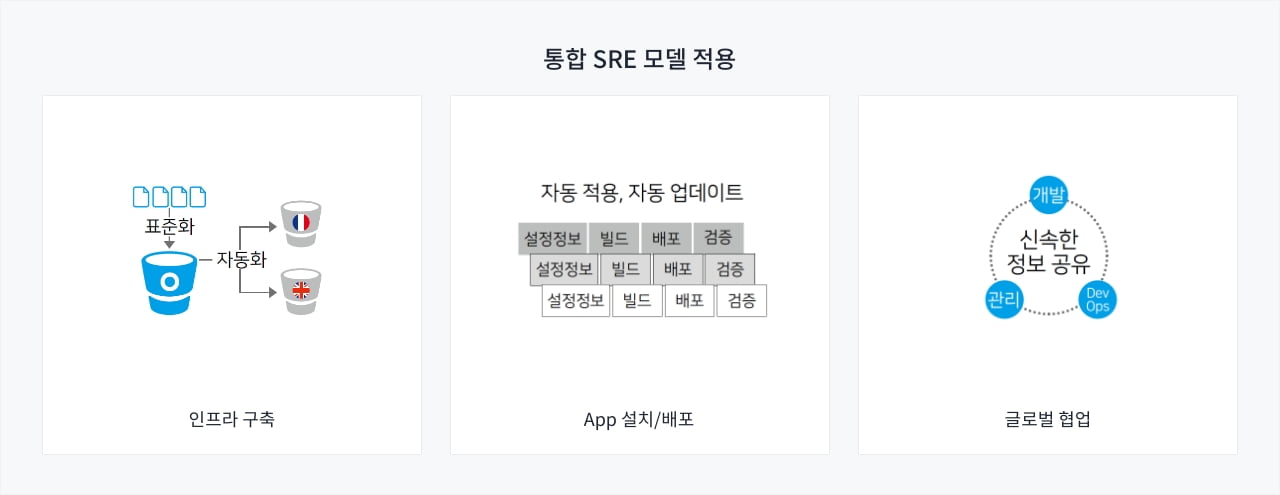 통합 SRE 모델 적용
표준화
자동화
인프라 구축
자동 적용, 자동 업데이트
설정정보 빌드 배포 검증
설정정보 빌드 배포 검증
설정정보 빌드 배포 검증
App 설치/배포
개발
신속한
정보 공유
관리
Dev
Ops
글로벌 협업